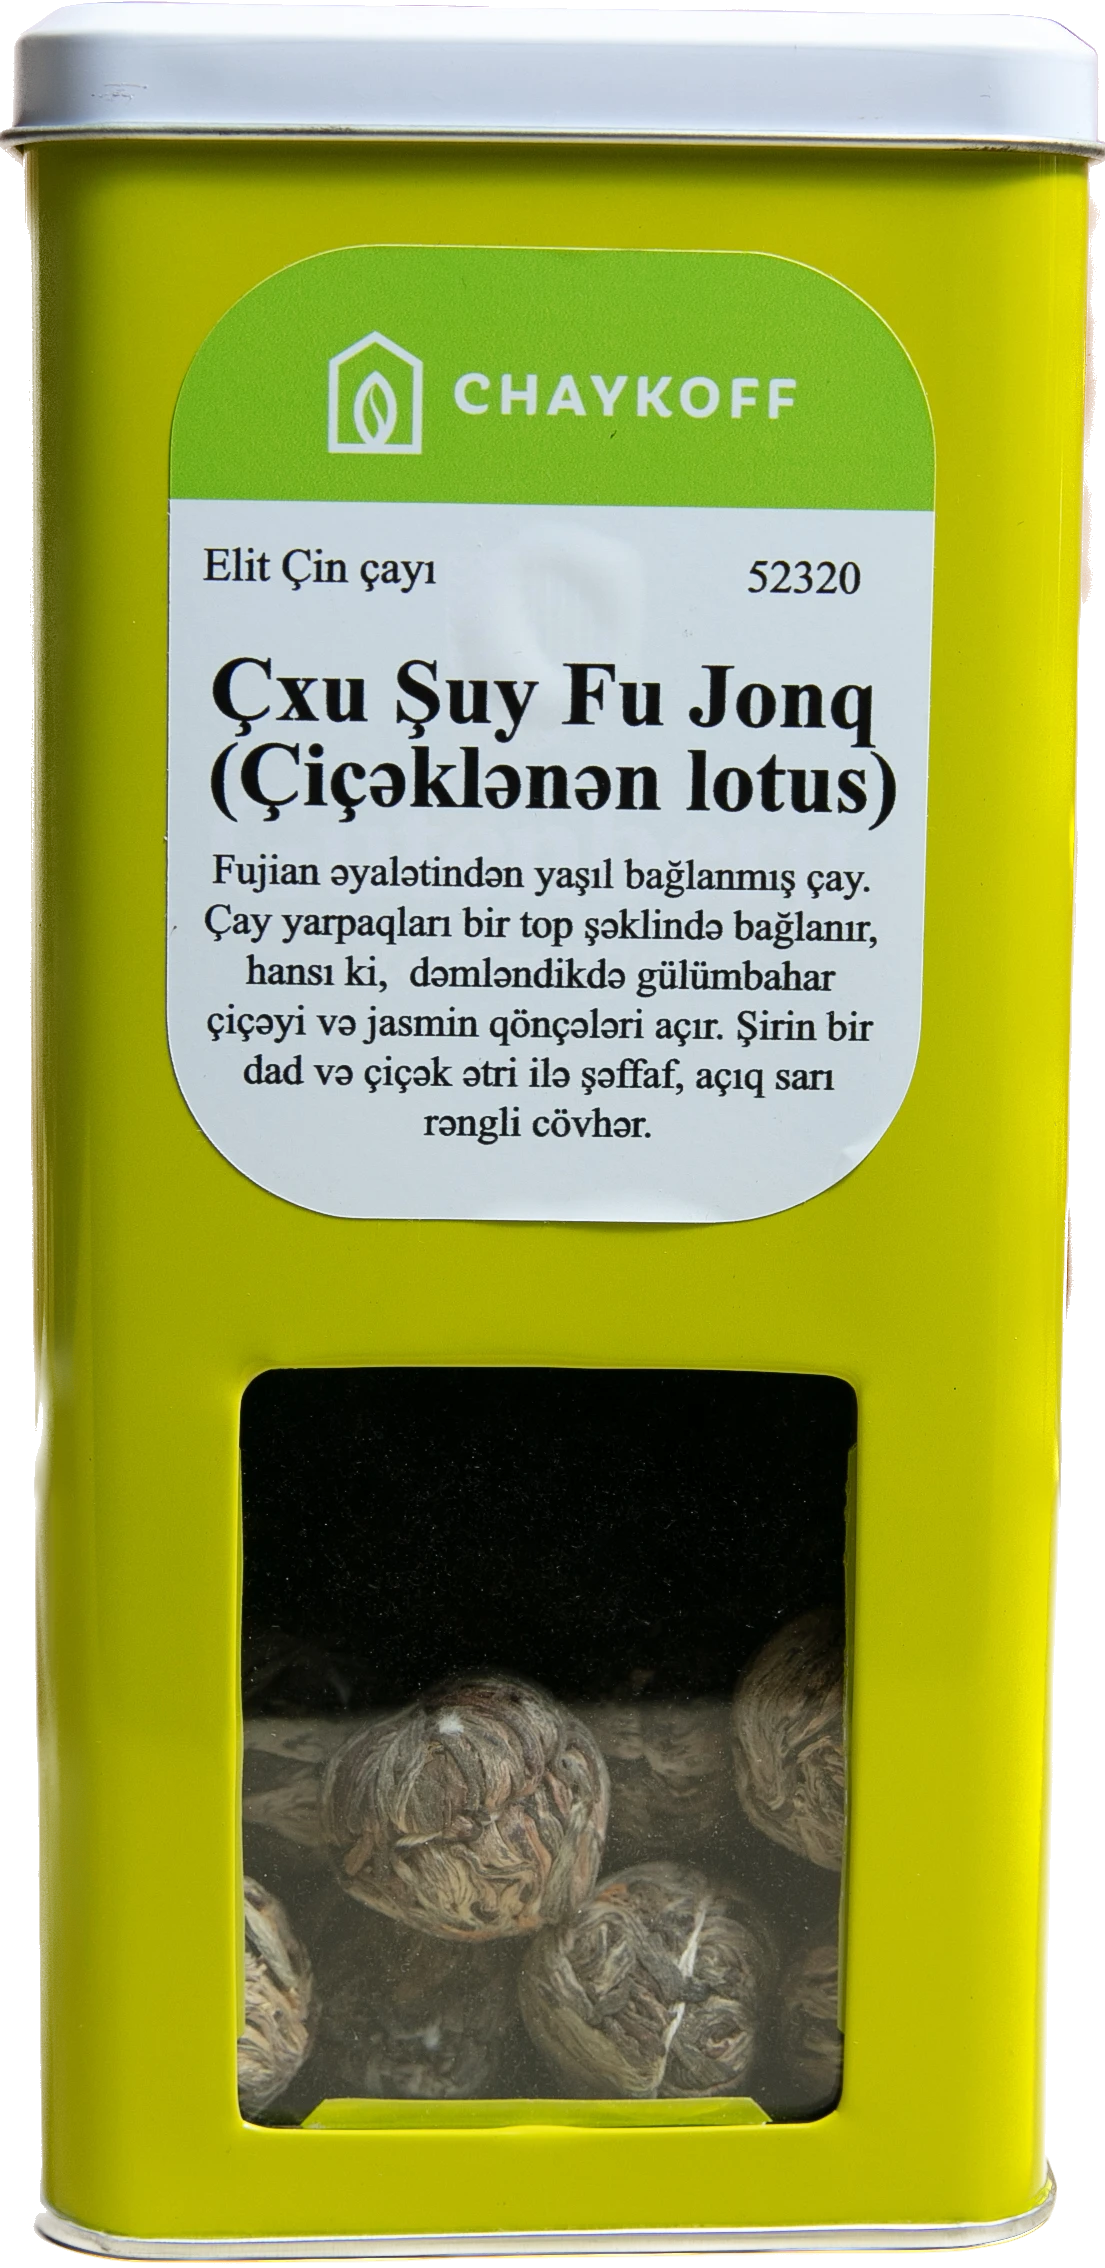 CHAYKOFF
Elit Çin çayı 52320
Çxu Şuy Fu Jonq
(Çiçəklənən lotus)
Fujian əyalətindən yaşıl bağlanmış çay.
Çay yarpaqları bir top şəklində bağlanır,
hansı ki, dəmləndikdə gülümbahar
çiçəyi və jasmin qönçələri açır. Şirin bir
dad və çiçək ətri ilə şəffaf, açıq sarı
rəngli cövhər.